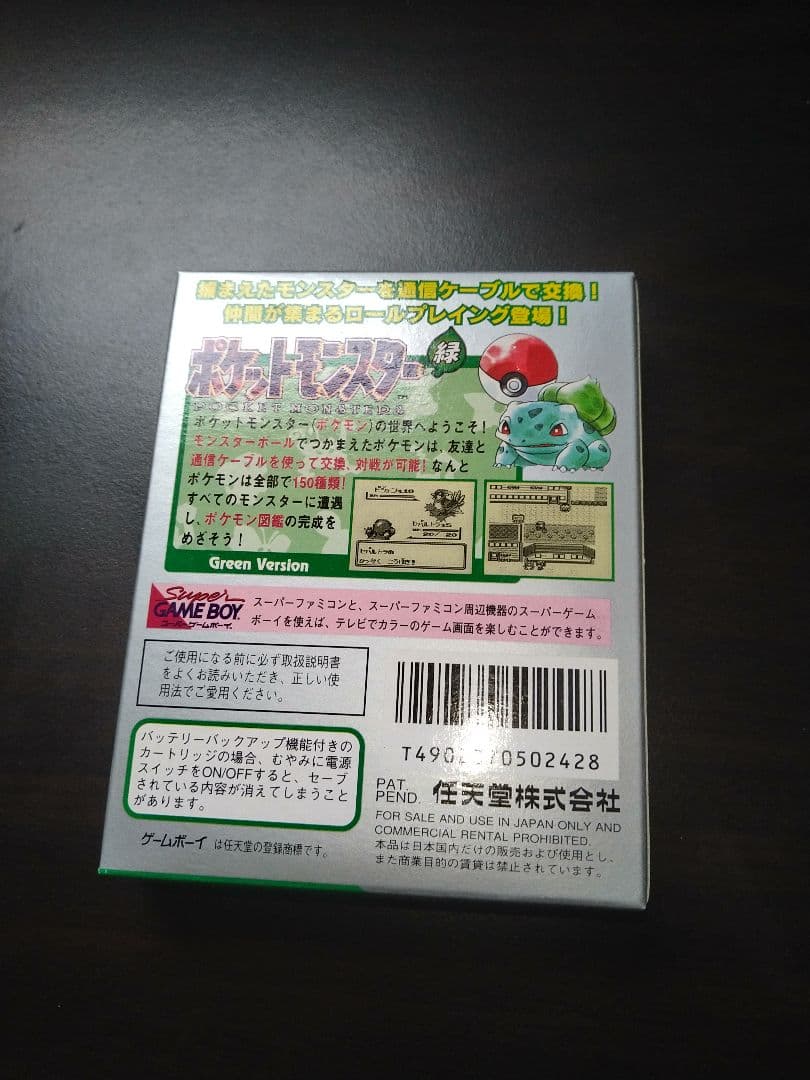 捕まえたモンスターを通信ケーブルで交換！
仲間が集まるロールプレイング登場！
ポケットモンスター 緑
POCKET MONSTERS
ポケットモンスター(ポケモン)の世界へようこそ！
モンスターボールでつかまえたポケモンは、友達と
通信ケーブルを使って交換、対戦が可能！なんと
ポケモンは全部で150種類！
すべてのモンスターに遭遇
し、ポケモン図鑑の完成を
めざそう！
20/20
Green Version
Super
GAME BOY
スーパーゲームボーイ
スーパーファミコンと、スーパーファミコン周辺機器のスーパーゲーム
ボーイを使えば、テレビでカラーのゲーム画面を楽しむことができます。
ご使用になる前に必ず取扱説明書
をよくお読みいただき、正しい使
用法でご愛用ください。
バッテリーバックアップ機能付きの
カートリッジの場合、むやみに電源
スイッチをON/OFFすると、セーブ
されている内容が消えてしまうこと
があります。
ゲームボーイ は任天堂の登録商標です。
PAT.
PEND. 任天堂株式会社
FOR SALE AND USE IN JAPAN ONLY AND
COMMERCIAL RENTAL PROHIBITED.
本品は日本国内だけの販売および使用とし、
また商業目的の賃貸は禁止されています。